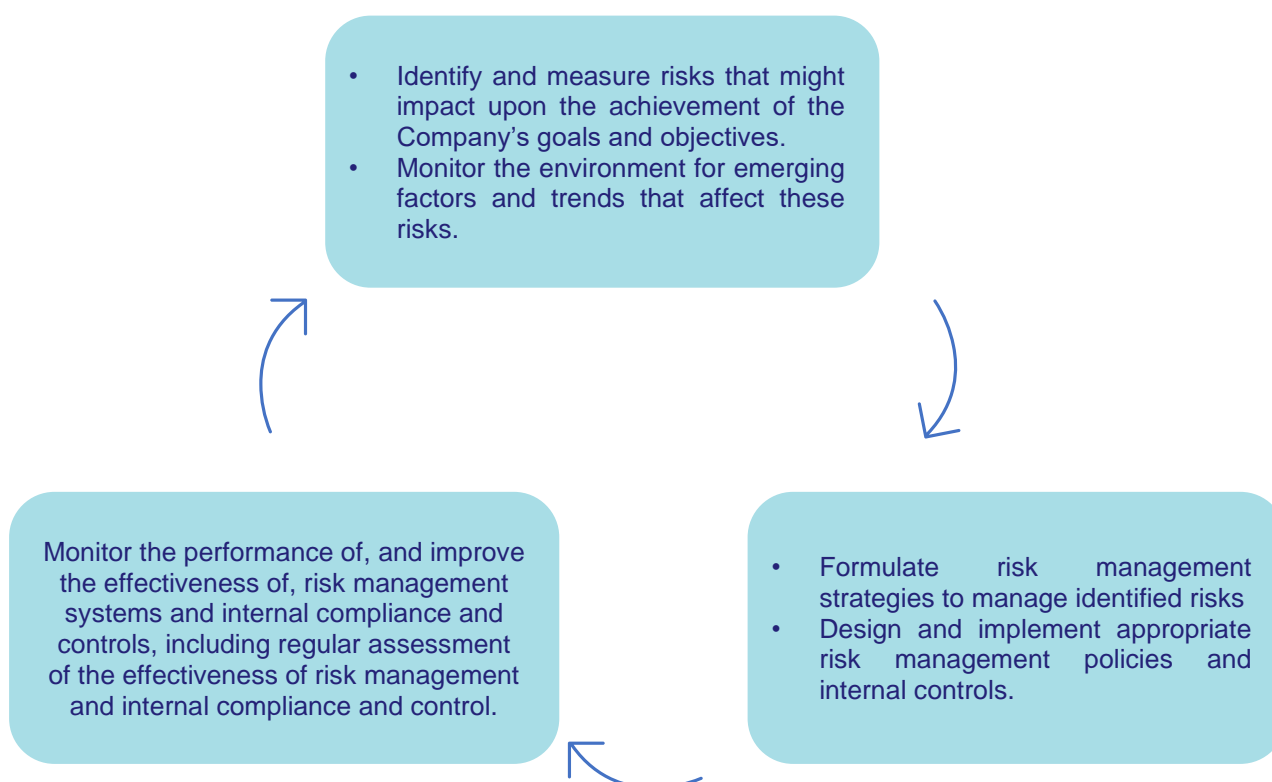 • Identify and measure risks that might
impact upon the achievement of the
Company’s goals and objectives.
• Monitor the environment for emerging
factors and trends that affect these
risks.
Monitor the performance of, and improve
the effectiveness of, risk management
systems and internal compliance and
controls, including regular assessment
of the effectiveness of risk management
and internal compliance and control.
• Formulate risk management
strategies to manage identified risks
• Design and implement appropriate
risk management policies and
internal controls.